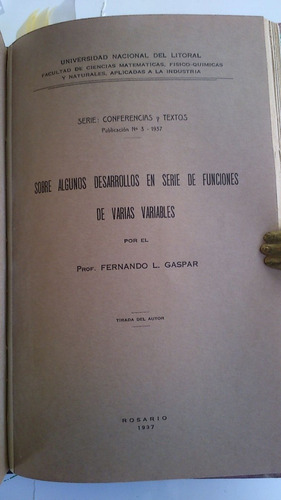 UNIVERSIDAD NACIONAL DEL LITORAL
FACULTAD DE CIENCIAS MATEMATICAS, FISICO-QUIMICAS
Y NATURALES, APLICADAS A LA INDUSTRIA
SERIE: CONFERENCIAS y TEXTOS
Publicación Nº 5 - 1937
SOBRE ALGUNOS DESARROLLOS EN SERIE DE FUNCIONES
DE VARIAS VARIABLES
POR EL
PROF. FERNANDO L. GASPAR
TIRADA DEL AUTOR
ROSARIO
1937